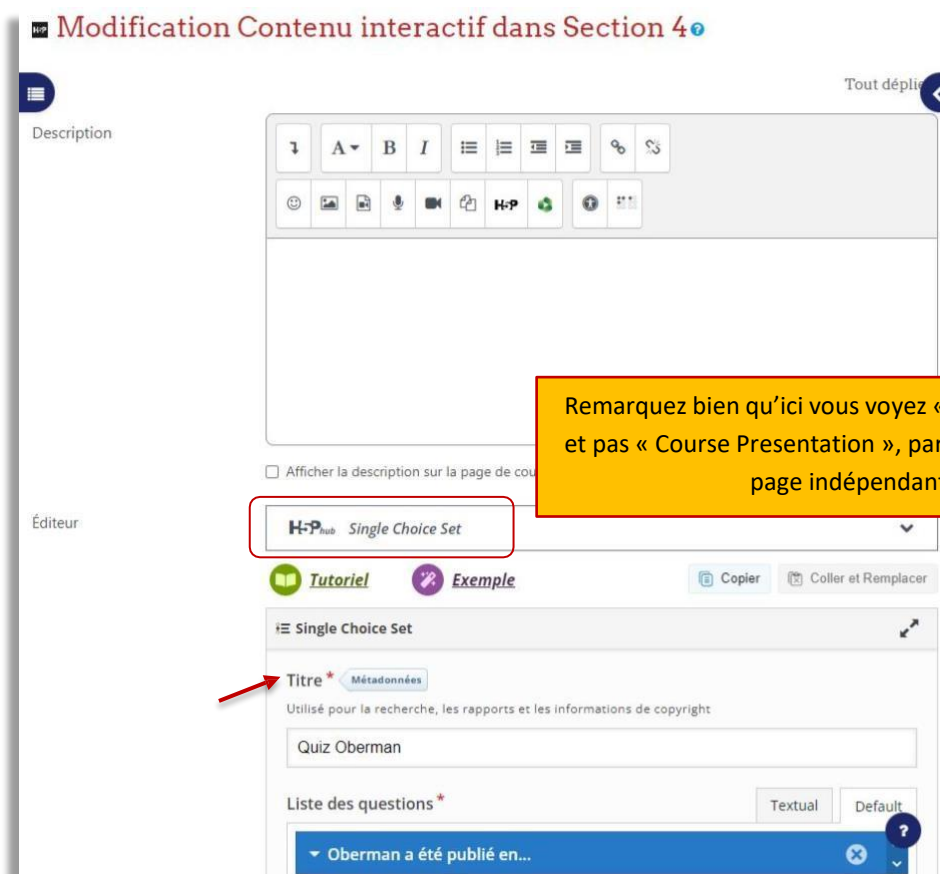 H5P Modification Contenu interactif dans Section 4 ?
Tout déplie
Description
A B I
H5P
Remarquez bien qu'ici vous voyez «
et pas « Course Presentation », par
page indépendant
Afficher la description sur la page de cou
Éditeur
H5P hub Single Choice Set
Tutoriel Exemple Copier Coller et Remplacer
Single Choice Set
Titre * Métadonnées
Utilisé pour la recherche, les rapports et les informations de copyright
Quiz Oberman
Liste des questions * Textual Default
?
Oberman a été publié en...